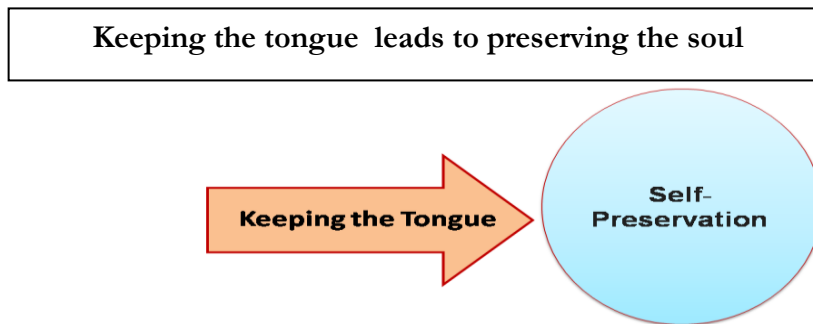 Keeping the tongue leads to preserving the soul
Keeping the Tongue
Self-
Preservation